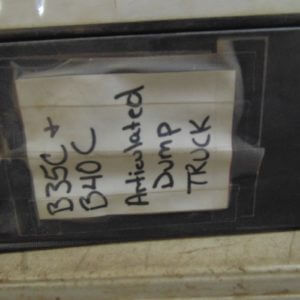 B35C +
B40C
Articulated
Dump
TRUCK